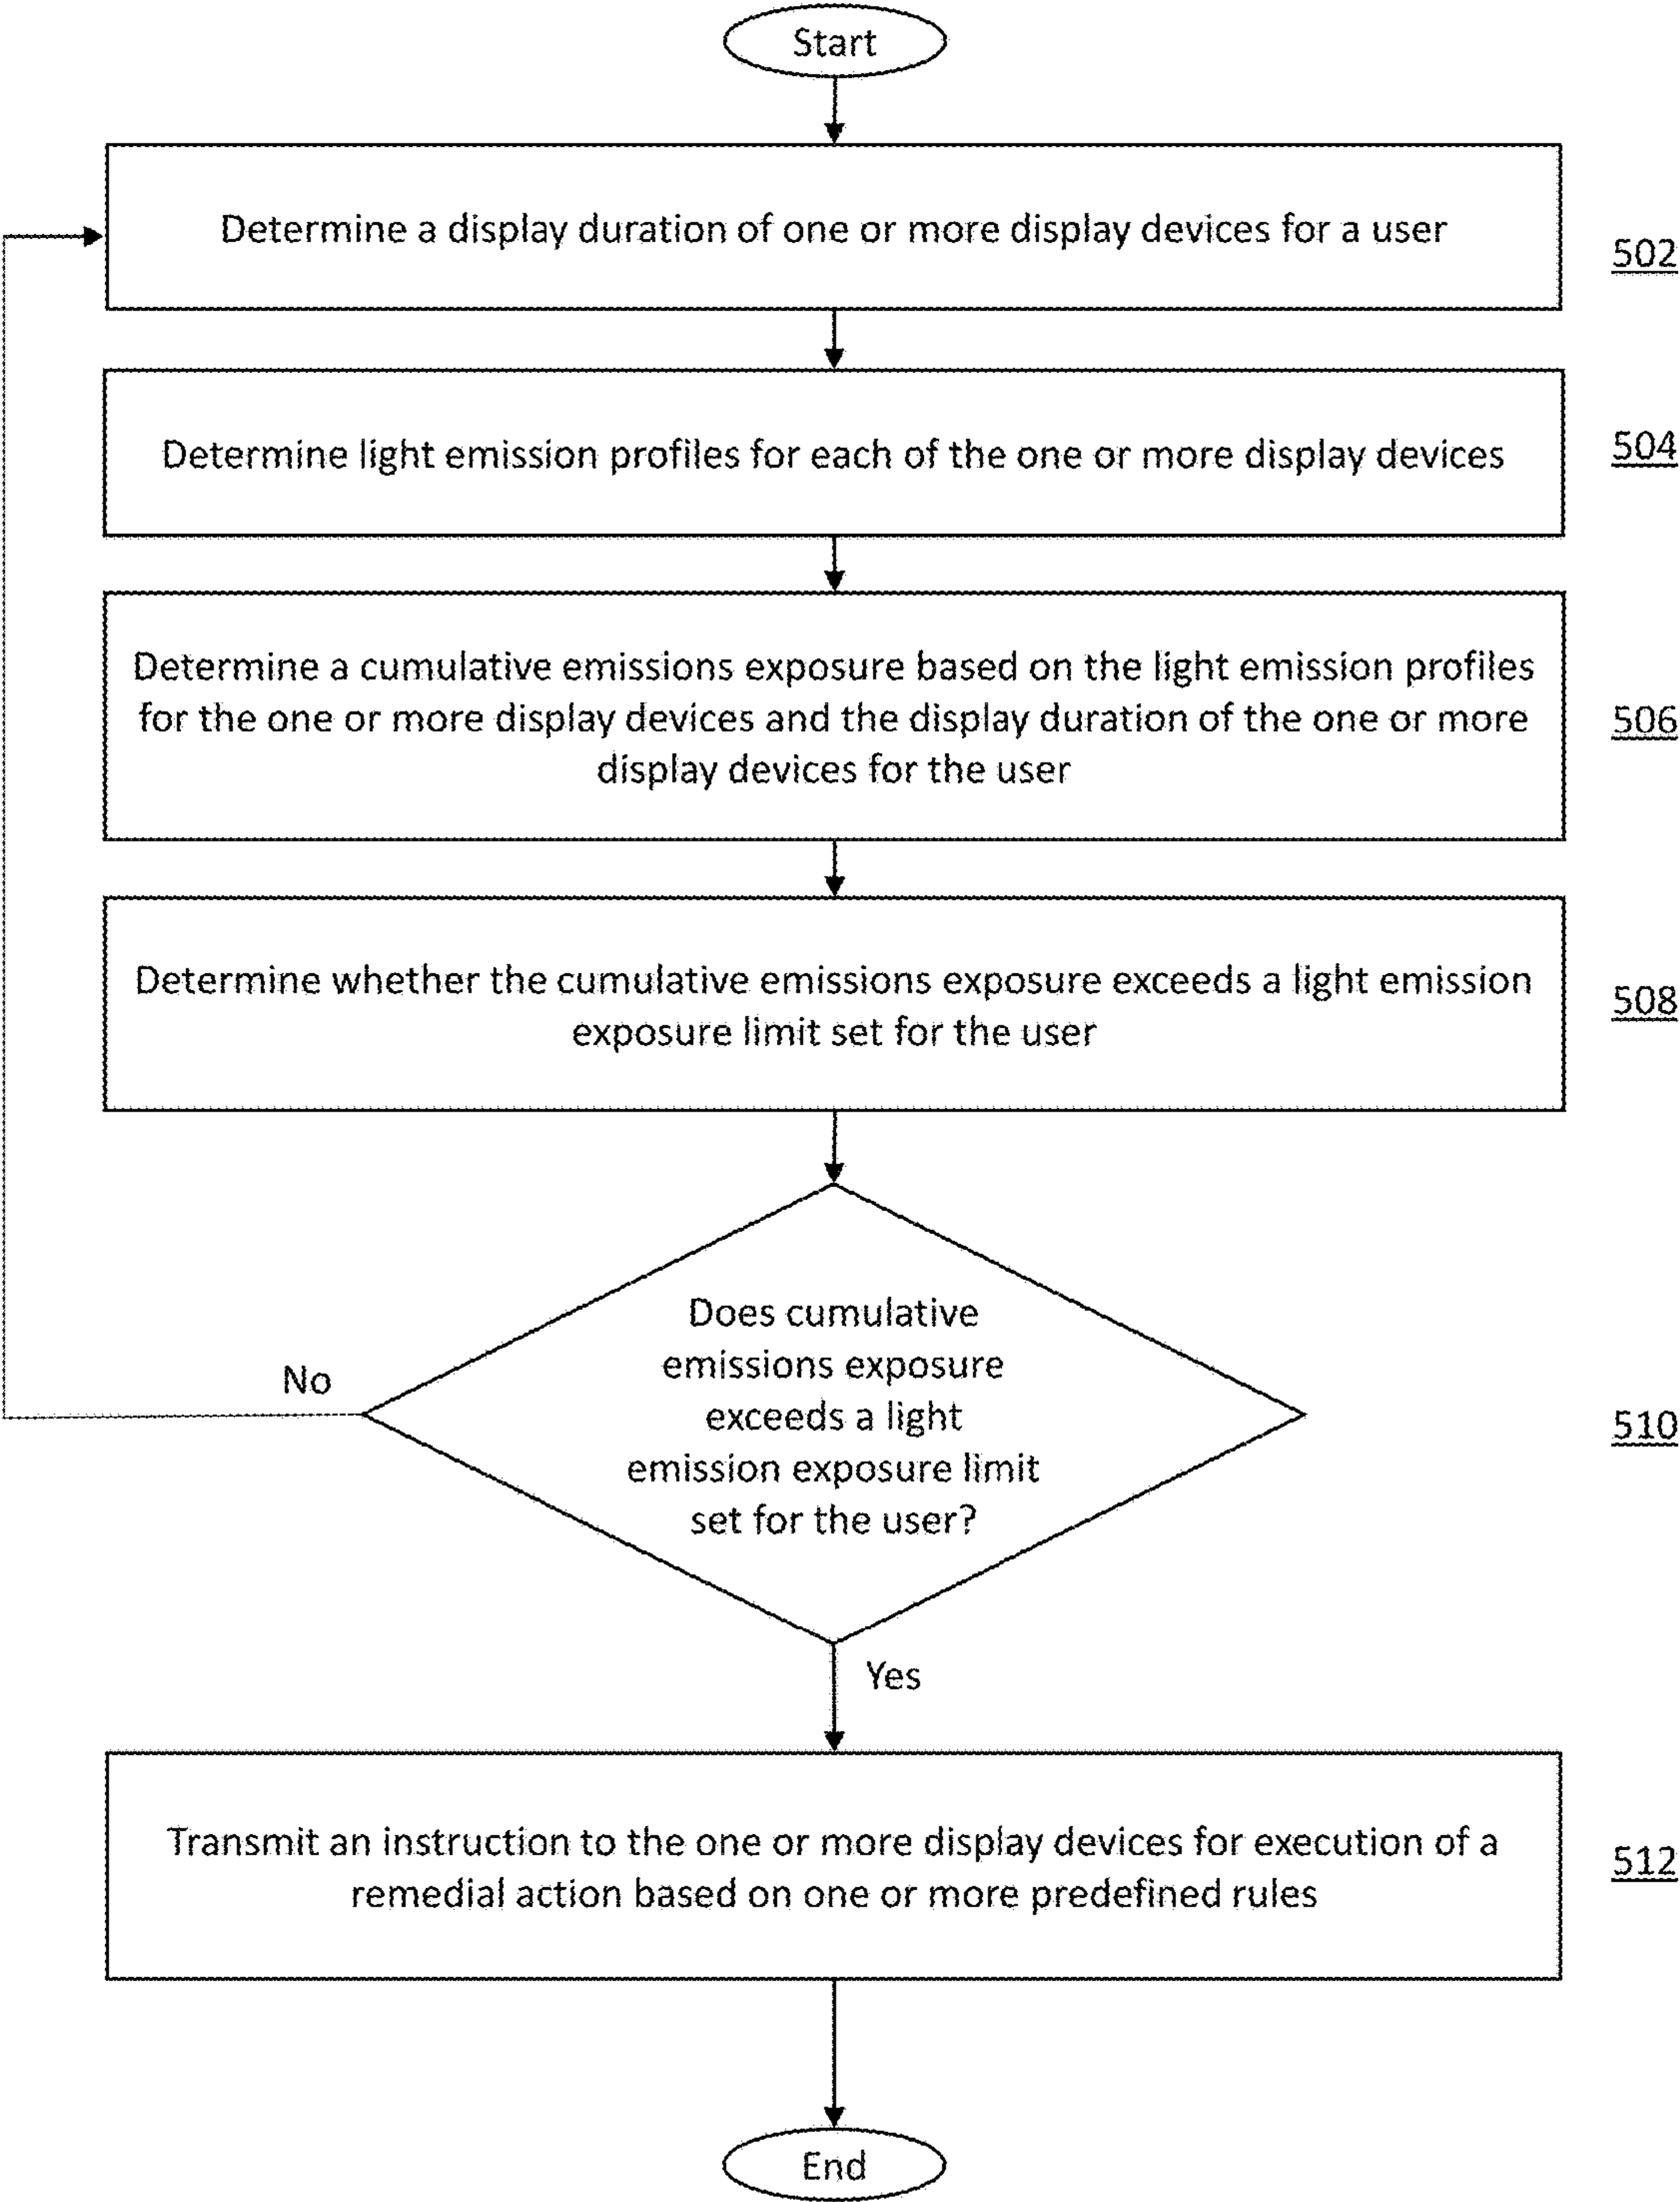 Start
Determine a display duration of one or more display devices for a user
502
Determine light emission profiles for each of the one or more display devices
504
Determine a cumulative emissions exposure based on the light emission profiles
for the one or more display devices and the display duration of the one or more
display devices for the user
506
Determine whether the cumulative emissions exposure exceeds a light emission
exposure limit set for the user
508
Does cumulative
emissions exposure
exceeds a light
emission exposure limit
set for the user?
No
510
Yes
Transmit an instruction to the one or more display devices for execution of a
remedial action based on one or more predefined rules
512
End